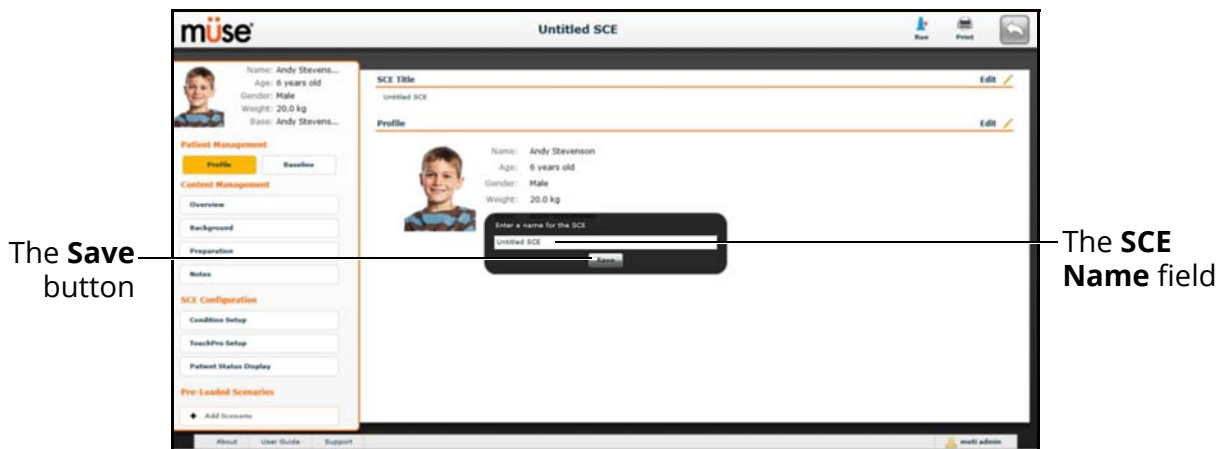 müse
Untitled SCE
Run
Print
Name: Andy Stevens...
Age: 6 years old
Gender: Male
Weight: 20.0 kg
Base: Andy Stevens...
Patient Management
Profile
Baseline
Content Management
Overview
Background
Preparation
Notes
SCE Configuration
Condition Setup
TouchPro Setup
Patient Status Display
Pre-Loaded Scenarios
+ Add Scenario
SCE Title
Edit
Untitled SCE
Profile
Edit
Name: Andy Stevenson
Age: 6 years old
Gender: Male
Weight: 20.0 kg
Enter a name for the SCE
Untitled SCE
Save
The Save
button
The SCE
Name field
About
User Guide
Support
meti admin